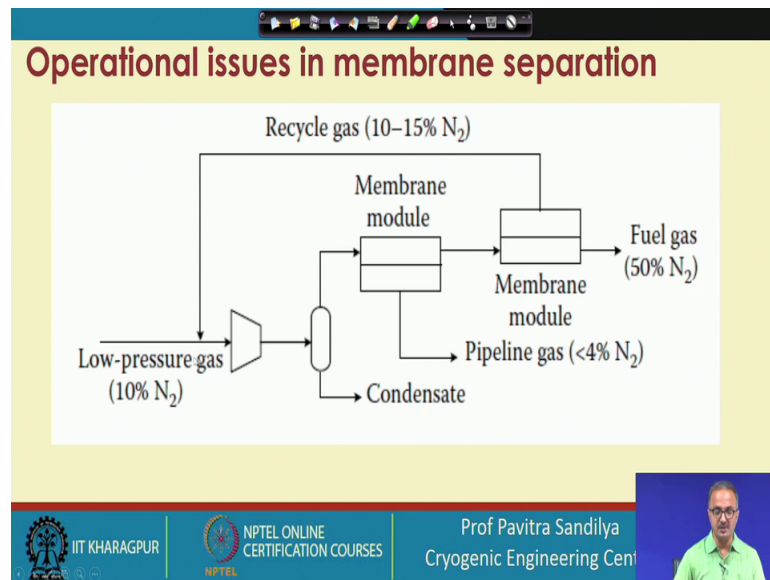 Operational issues in membrane separation
Recycle gas (10–15% N₂)
Membrane
module
Fuel gas
(50% N₂)
Membrane
module
Low-pressure gas
(10% N₂)
Pipeline gas (<4% N₂)
Condensate
IIT KHARAGPUR
NPTEL
NPTEL ONLINE
CERTIFICATION COURSES
Prof Pavitra Sandilya
Cryogenic Engineering Cent